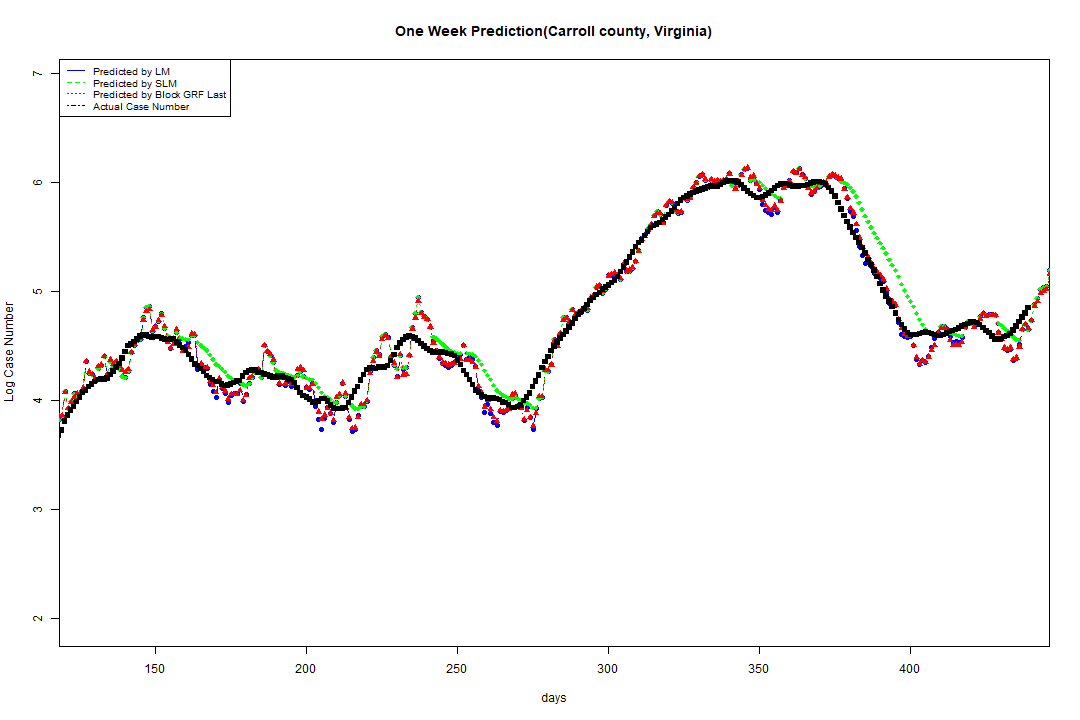 One Week Prediction(Carroll county, Virginia)
Predicted by LM
Predicted by SLM
Predicted by Block GRF Last
Actual Case Number
7
6
5
4
3
2
Log Case Number
150 200 250 300 350 400
days